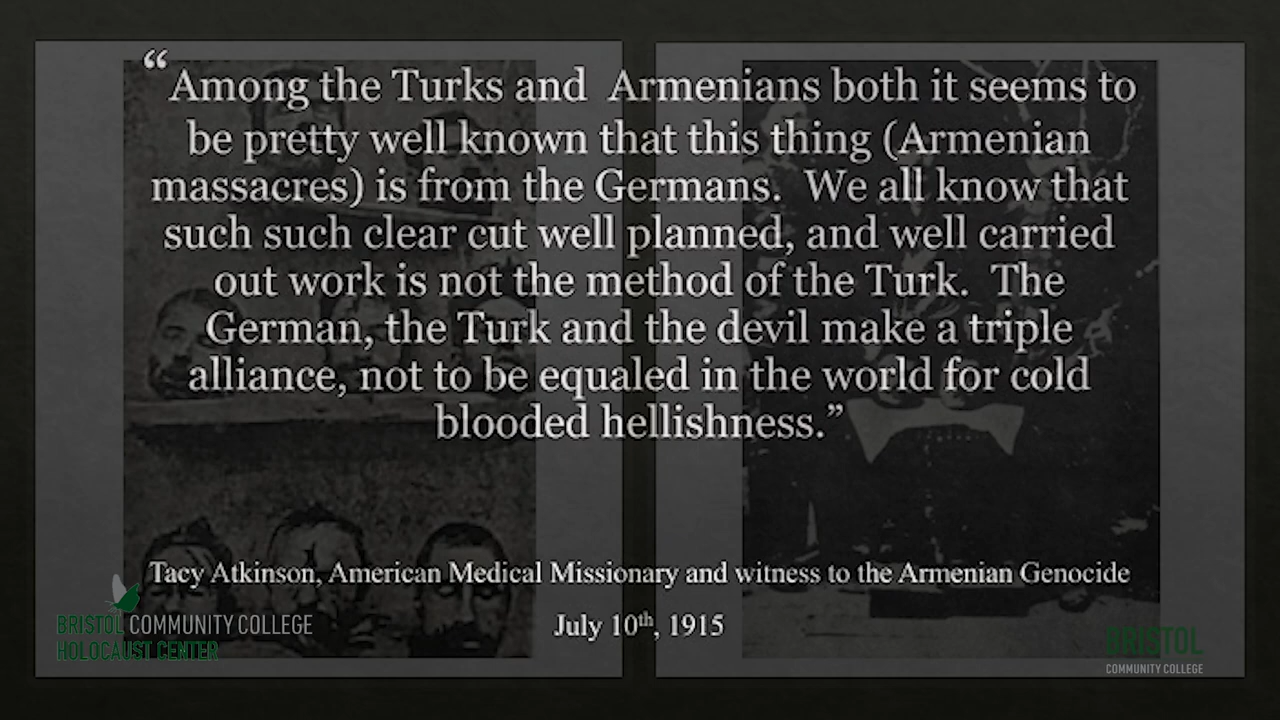 “Among the Turks and Armenians both it seems to
be pretty well known that this thing (Armenian
massacres) is from the Germans. We all know that
such such clear cut well planned, and well carried
out work is not the method of the Turk. The
German, the Turk and the devil make a triple
alliance, not to be equaled in the world for cold
blooded hellishness.”
Tacy Atkinson, American Medical Missionary and witness to the Armenian Genocide
July 10th, 1915
BRISTOL COMMUNITY COLLEGE
HOLOCAUST CENTER
BRISTOL
COMMUNITY COLLEGE